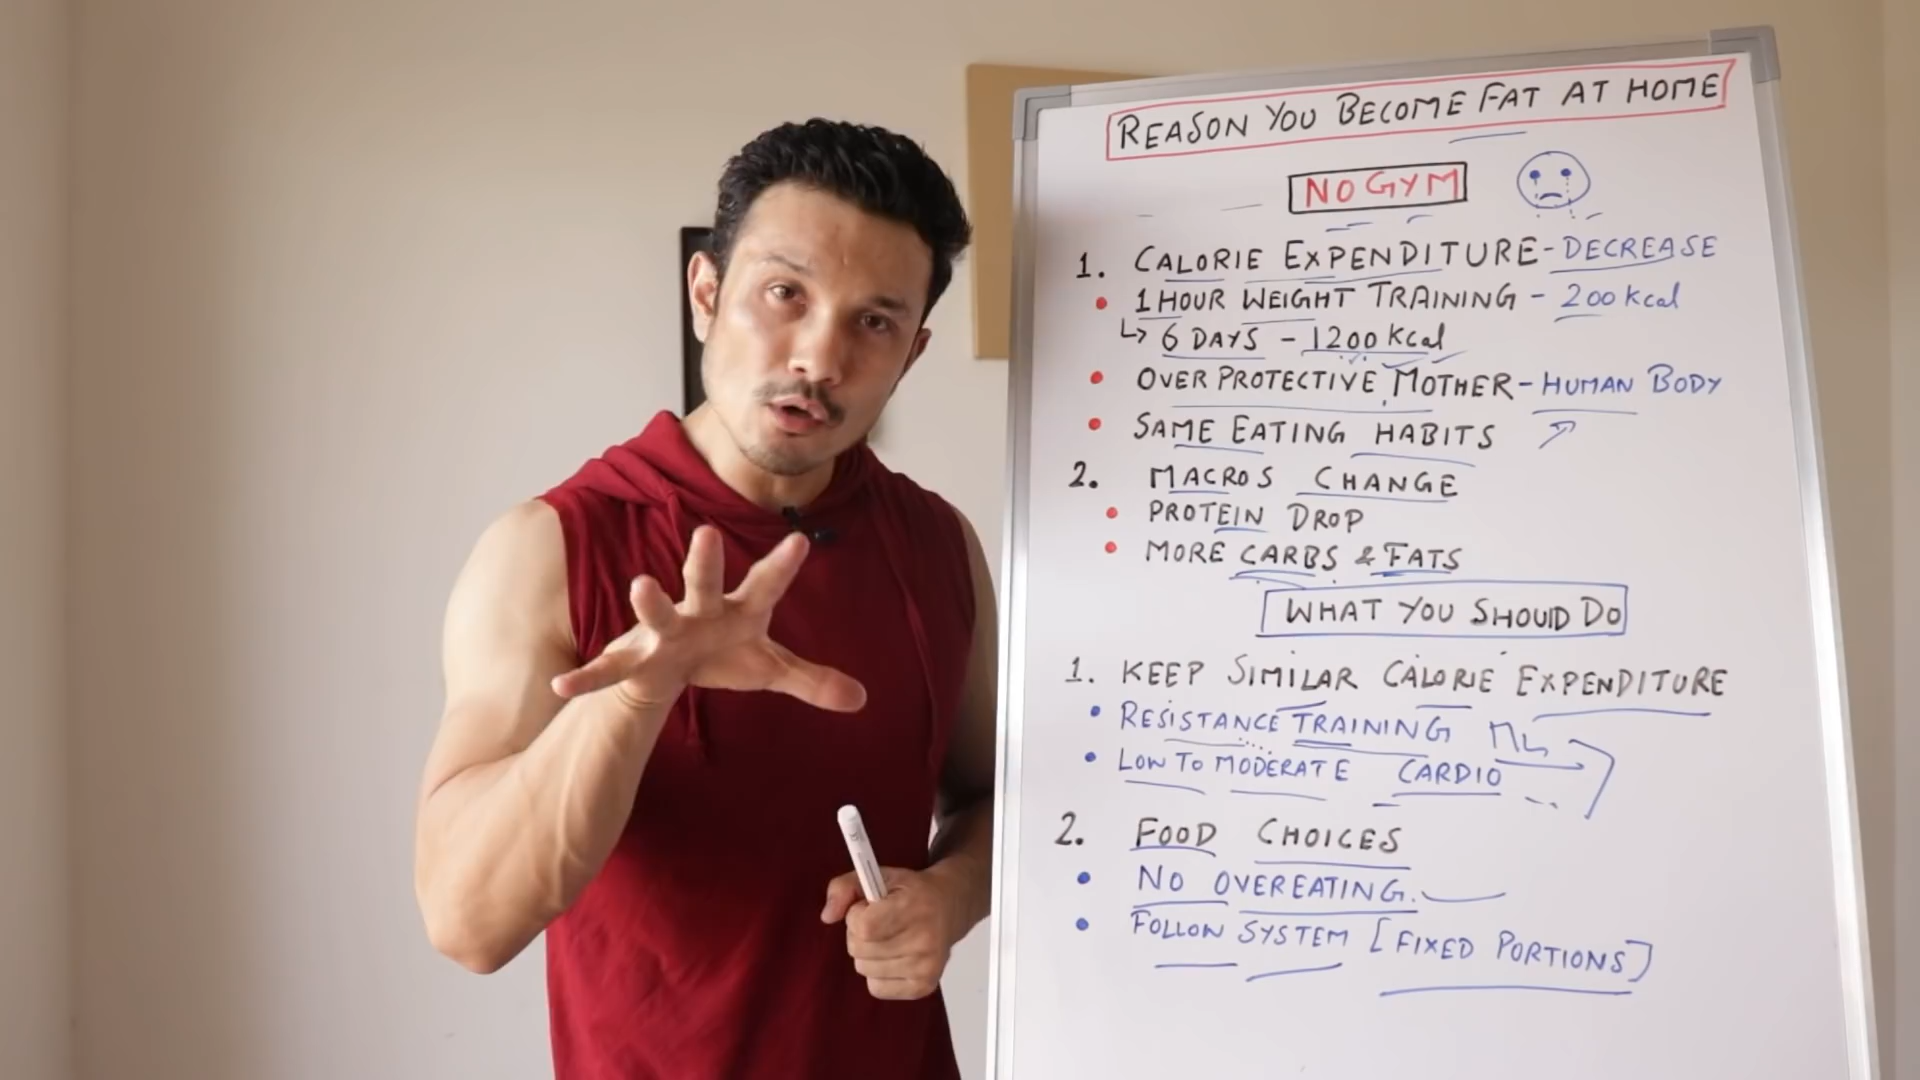 REASON YOU BECOME FAT AT HOME
NO GYM
1. CALORIE EXPENDITURE - DECREASE
• 1 HOUR WEIGHT TRAINING - 200 Kcal
↳ 6 DAYS - 1200 Kcal
• OVER PROTECTIVE MOTHER - HUMAN BODY
• SAME EATING HABITS
2. MACROS CHANGE
• PROTEIN DROP
• MORE CARBS & FATS
WHAT YOU SHOULD DO
1. KEEP SIMILAR CALORIE EXPENDITURE
• RESISTANCE TRAINING
• LOW TO MODERATE CARDIO
2. FOOD CHOICES
• NO OVEREATING.
• FOLLOW SYSTEM [FIXED PORTIONS]